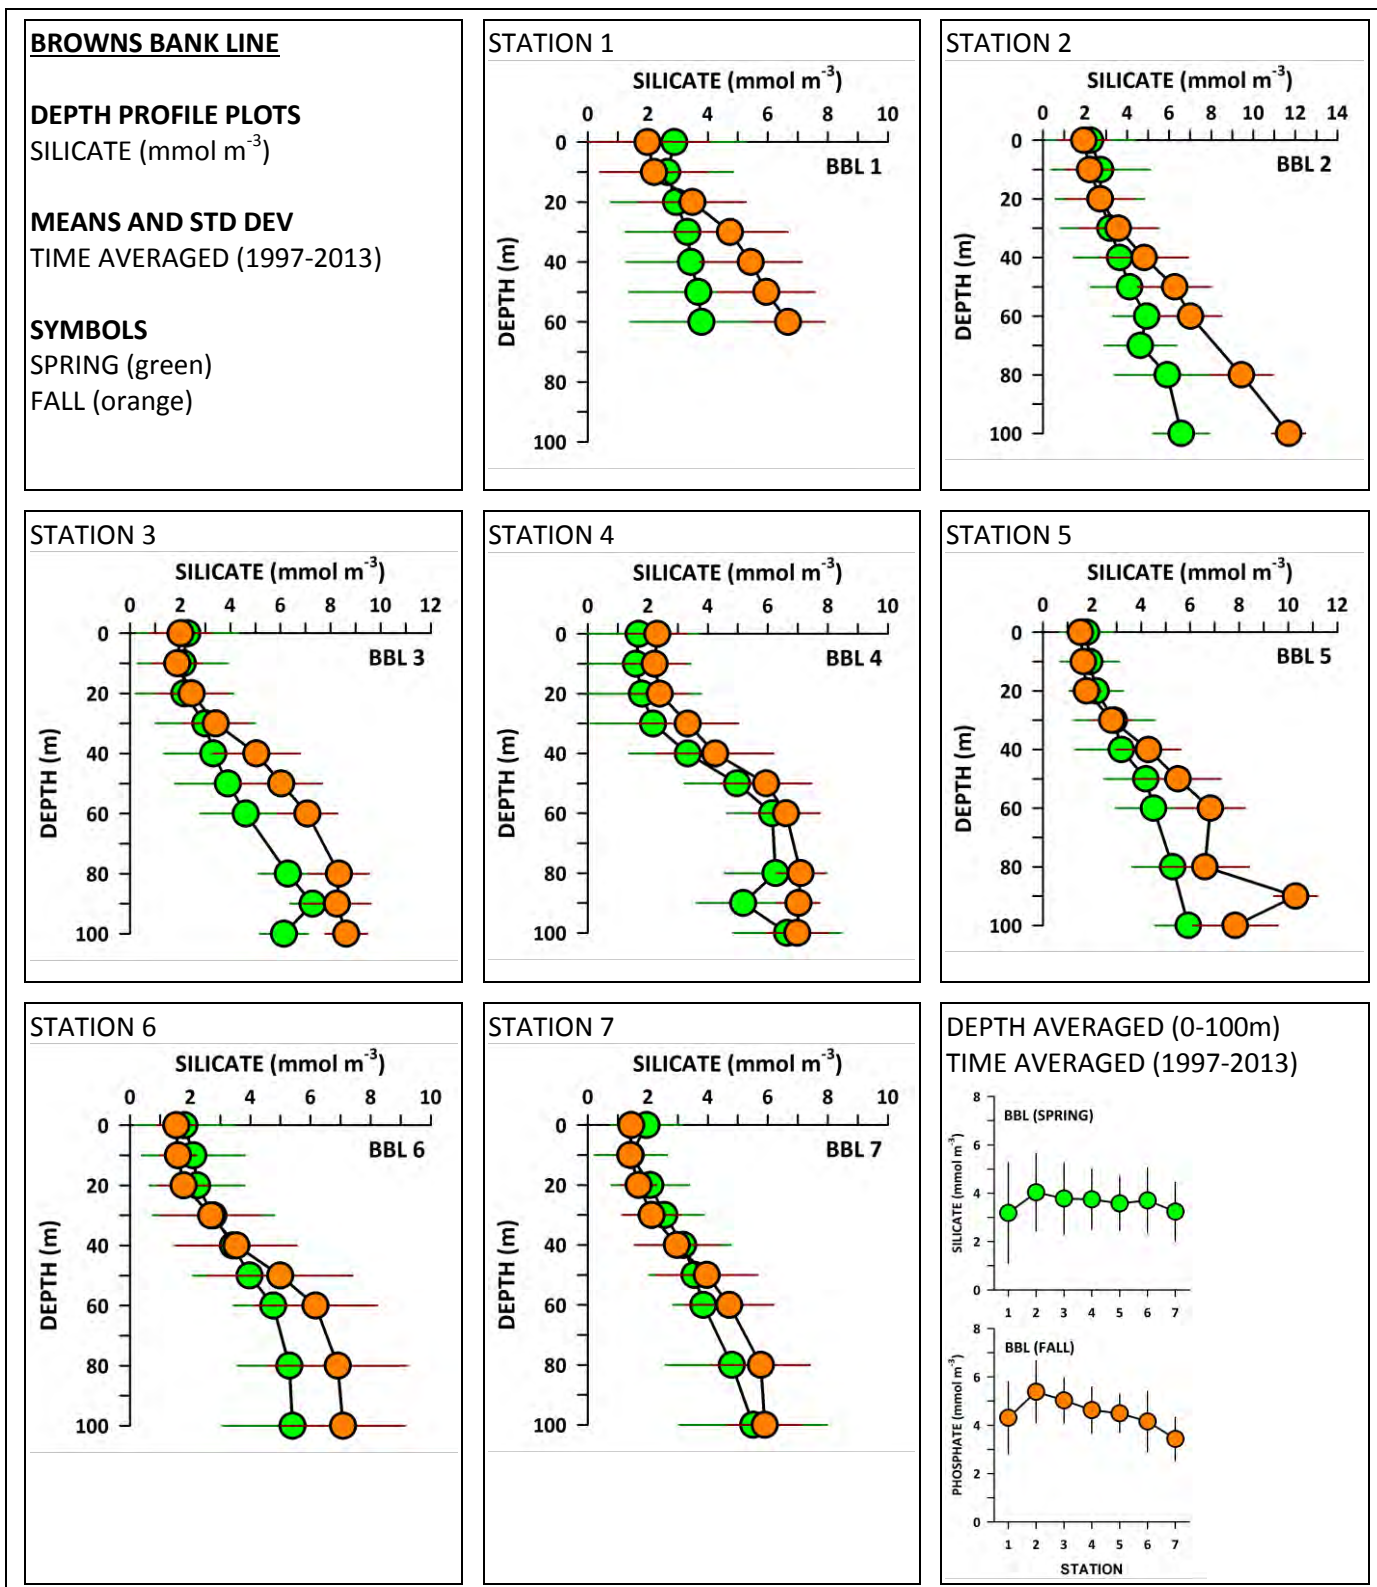 BROWNS BANK LINE
DEPTH PROFILE PLOTS
SILICATE (mmol m⁻³)
MEANS AND STD DEV
TIME AVERAGED (1997-2013)
SYMBOLS
SPRING (green)
FALL (orange)
STATION 1
SILICATE (mmol m⁻³)
0 2 4 6 8 10
BBL 1
DEPTH (m)
0
20
40
60
80
100
STATION 2
SILICATE (mmol m⁻³)
0 2 4 6 8 10 12 14
BBL 2
DEPTH (m)
0
20
40
60
80
100
STATION 3
SILICATE (mmol m⁻³)
0 2 4 6 8 10 12
BBL 3
DEPTH (m)
0
20
40
60
80
100
STATION 4
SILICATE (mmol m⁻³)
0 2 4 6 8 10
BBL 4
DEPTH (m)
0
20
40
60
80
100
STATION 5
SILICATE (mmol m⁻³)
0 2 4 6 8 10 12
BBL 5
DEPTH (m)
0
20
40
60
80
100
STATION 6
SILICATE (mmol m⁻³)
0 2 4 6 8 10
BBL 6
DEPTH (m)
0
20
40
60
80
100
STATION 7
SILICATE (mmol m⁻³)
0 2 4 6 8 10
BBL 7
DEPTH (m)
0
20
40
60
80
100
DEPTH AVERAGED (0-100m)
TIME AVERAGED (1997-2013)
BBL (SPRING)
SILICATE (mmol m⁻³)
8
6
4
2
0
1 2 3 4 5 6 7
BBL (FALL)
PHOSPHATE (mmol m⁻³)
8
6
4
2
0
1 2 3 4 5 6 7
STATION